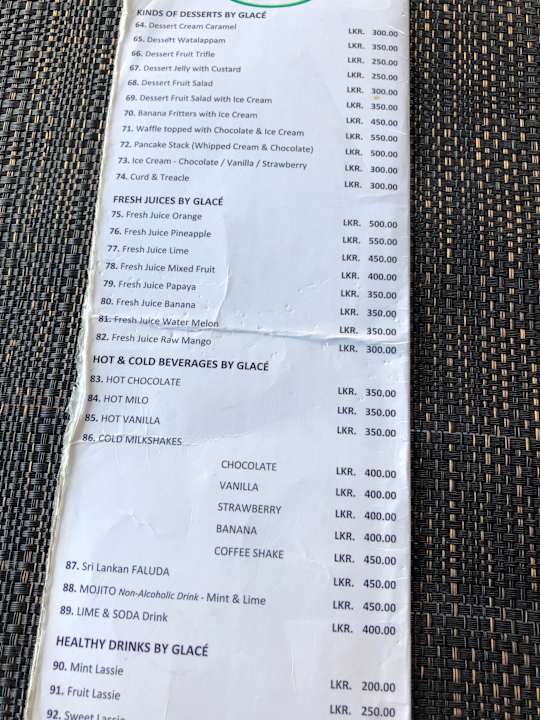 KINDS OF DESSERTS BY GLACÉ
64. Dessert Cream Caramel LKR. 300.00
65. Dessert Watalappam LKR. 350.00
66. Dessert Fruit Trifle LKR. 250.00
67. Dessert Jelly with Custard LKR. 250.00
68. Dessert Fruit Salad LKR. 300.00
69. Dessert Fruit Salad with Ice Cream LKR. 350.00
70. Banana Fritters with Ice Cream LKR. 450.00
71. Waffle topped with Chocolate & Ice Cream LKR. 550.00
72. Pancake Stack (Whipped Cream & Chocolate) LKR. 500.00
73. Ice Cream - Chocolate / Vanilla / Strawberry LKR. 300.00
74. Curd & Treacle LKR. 300.00
FRESH JUICES BY GLACÉ
75. Fresh Juice Orange LKR. 500.00
76. Fresh Juice Pineapple LKR. 550.00
77. Fresh Juice Lime LKR. 450.00
78. Fresh Juice Mixed Fruit LKR. 400.00
79. Fresh Juice Papaya LKR. 350.00
80. Fresh Juice Banana LKR. 350.00
81. Fresh Juice Water Melon LKR. 350.00
82. Fresh Juice Raw Mango LKR. 300.00
HOT & COLD BEVERAGES BY GLACÉ
83. HOT CHOCOLATE LKR. 350.00
84. HOT MILO LKR. 350.00
85. HOT VANILLA LKR. 350.00
86. COLD MILKSHAKES
CHOCOLATE LKR. 400.00
VANILLA LKR. 400.00
STRAWBERRY LKR. 400.00
BANANA LKR. 400.00
COFFEE SHAKE LKR. 450.00
87. Sri Lankan FALUDA LKR. 450.00
88. MOJITO Non-Alcoholic Drink - Mint & Lime LKR. 450.00
89. LIME & SODA Drink LKR. 400.00
HEALTHY DRINKS BY GLACÉ
90. Mint Lassie LKR. 200.00
91. Fruit Lassie LKR. 250.00
92. Sweet Lassie